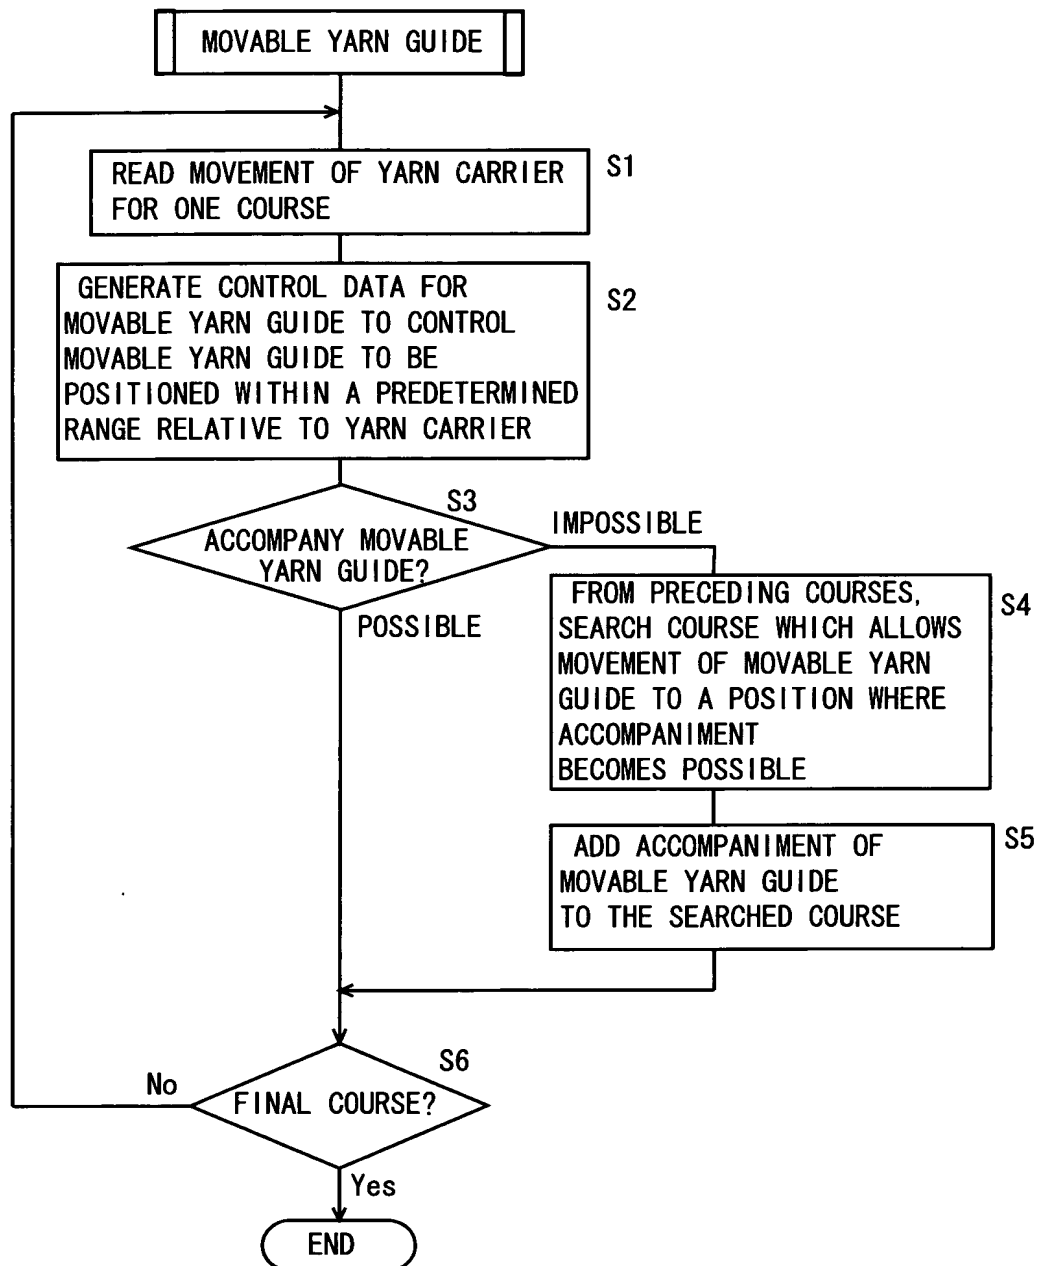 MOVABLE YARN GUIDE
READ MOVEMENT OF YARN CARRIER
FOR ONE COURSE
S1
GENERATE CONTROL DATA FOR
MOVABLE YARN GUIDE TO CONTROL
MOVABLE YARN GUIDE TO BE
POSITIONED WITHIN A PREDETERMINED
RANGE RELATIVE TO YARN CARRIER
S2
S3
ACCOMPANY MOVABLE
YARN GUIDE?
IMPOSSIBLE
POSSIBLE
FROM PRECEDING COURSES,
SEARCH COURSE WHICH ALLOWS
MOVEMENT OF MOVABLE YARN
GUIDE TO A POSITION WHERE
ACCOMPANIMENT
BECOMES POSSIBLE
S4
ADD ACCOMPANIMENT OF
MOVABLE YARN GUIDE
TO THE SEARCHED COURSE
S5
S6
No
FINAL COURSE?
Yes
END